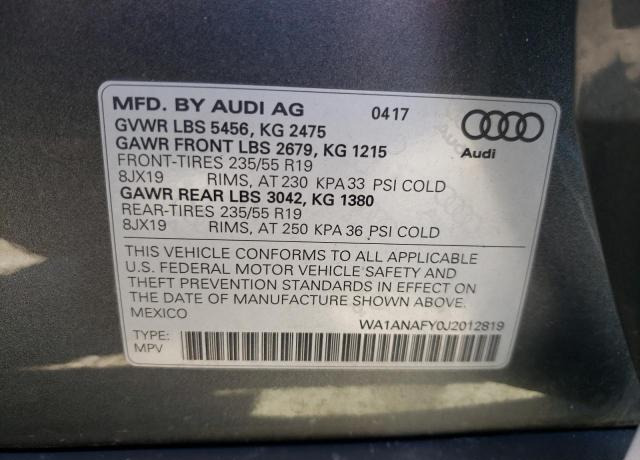 MFD. BY AUDI AG 0417
GVWR LBS 5456, KG 2475
GAWR FRONT LBS 2679, KG 1215
Audi
FRONT-TIRES 235/55 R19
8JX19 RIMS, AT 230 KPA 33 PSI COLD
GAWR REAR LBS 3042, KG 1380
REAR-TIRES 235/55 R19
8JX19 RIMS, AT 250 KPA 36 PSI COLD
THIS VEHICLE CONFORMS TO ALL APPLICABLE
U.S. FEDERAL MOTOR VEHICLE SAFETY AND
THEFT PREVENTION STANDARDS IN EFFECT ON
THE DATE OF MANUFACTURE SHOWN ABOVE.
MEXICO
WA1ANAFY0J2012819
TYPE:
MPV